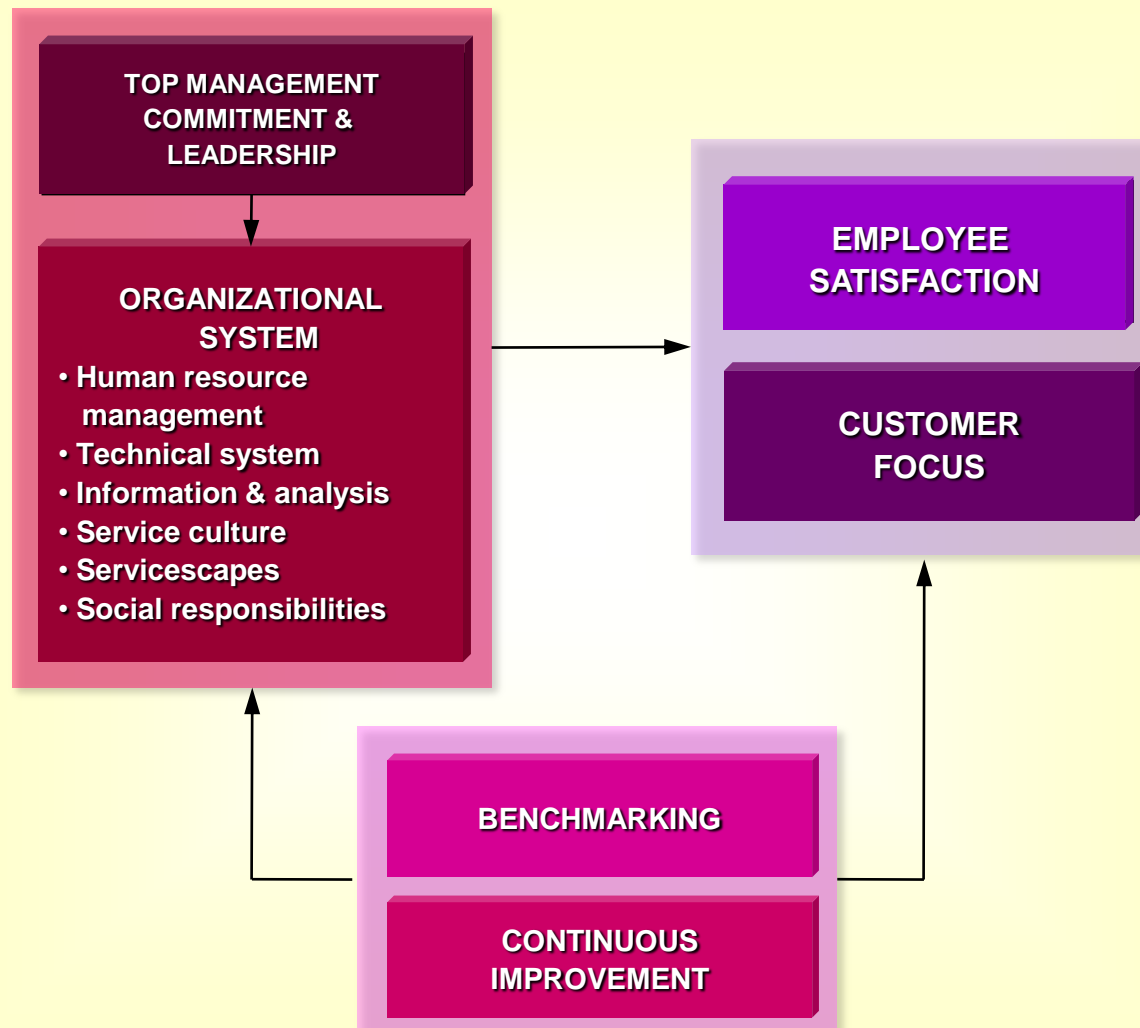 TOP MANAGEMENT
COMMITMENT &
LEADERSHIP
ORGANIZATIONAL
SYSTEM
• Human resource
management
• Technical system
• Information & analysis
• Service culture
• Servicescapes
• Social responsibilities
EMPLOYEE
SATISFACTION
CUSTOMER
FOCUS
BENCHMARKING
CONTINUOUS
IMPROVEMENT